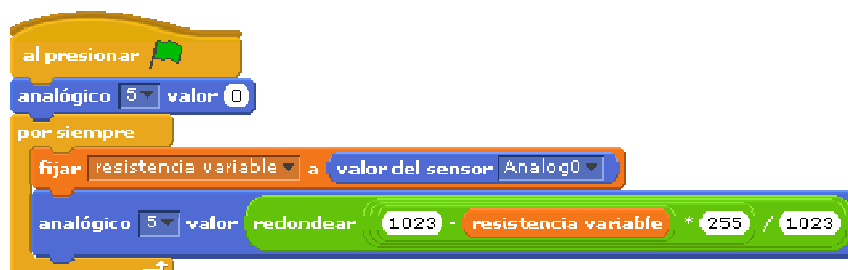 al presionar
analógico 5 valor 0
por siempre
fijar resistencia variable a valor del sensor Analog0
analógico 5 valor redondear 1023 - resistencia variable * 255 / 1023